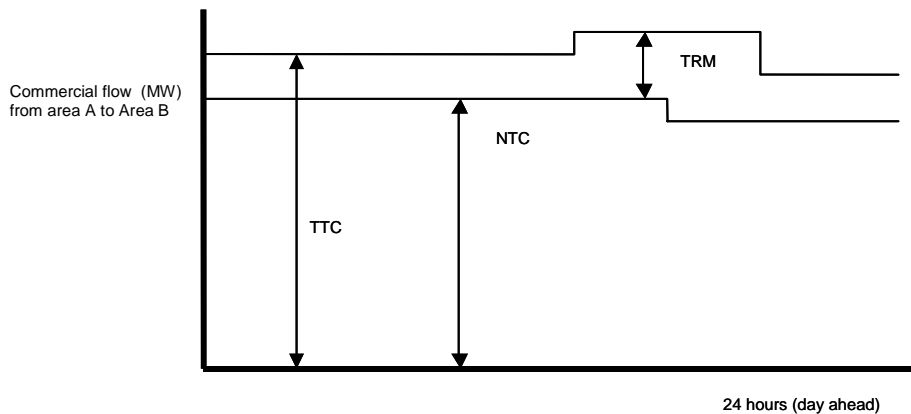 TRM
Commercial flow (MW)
from area A to Area B
NTC
TTC
24 hours (day ahead)